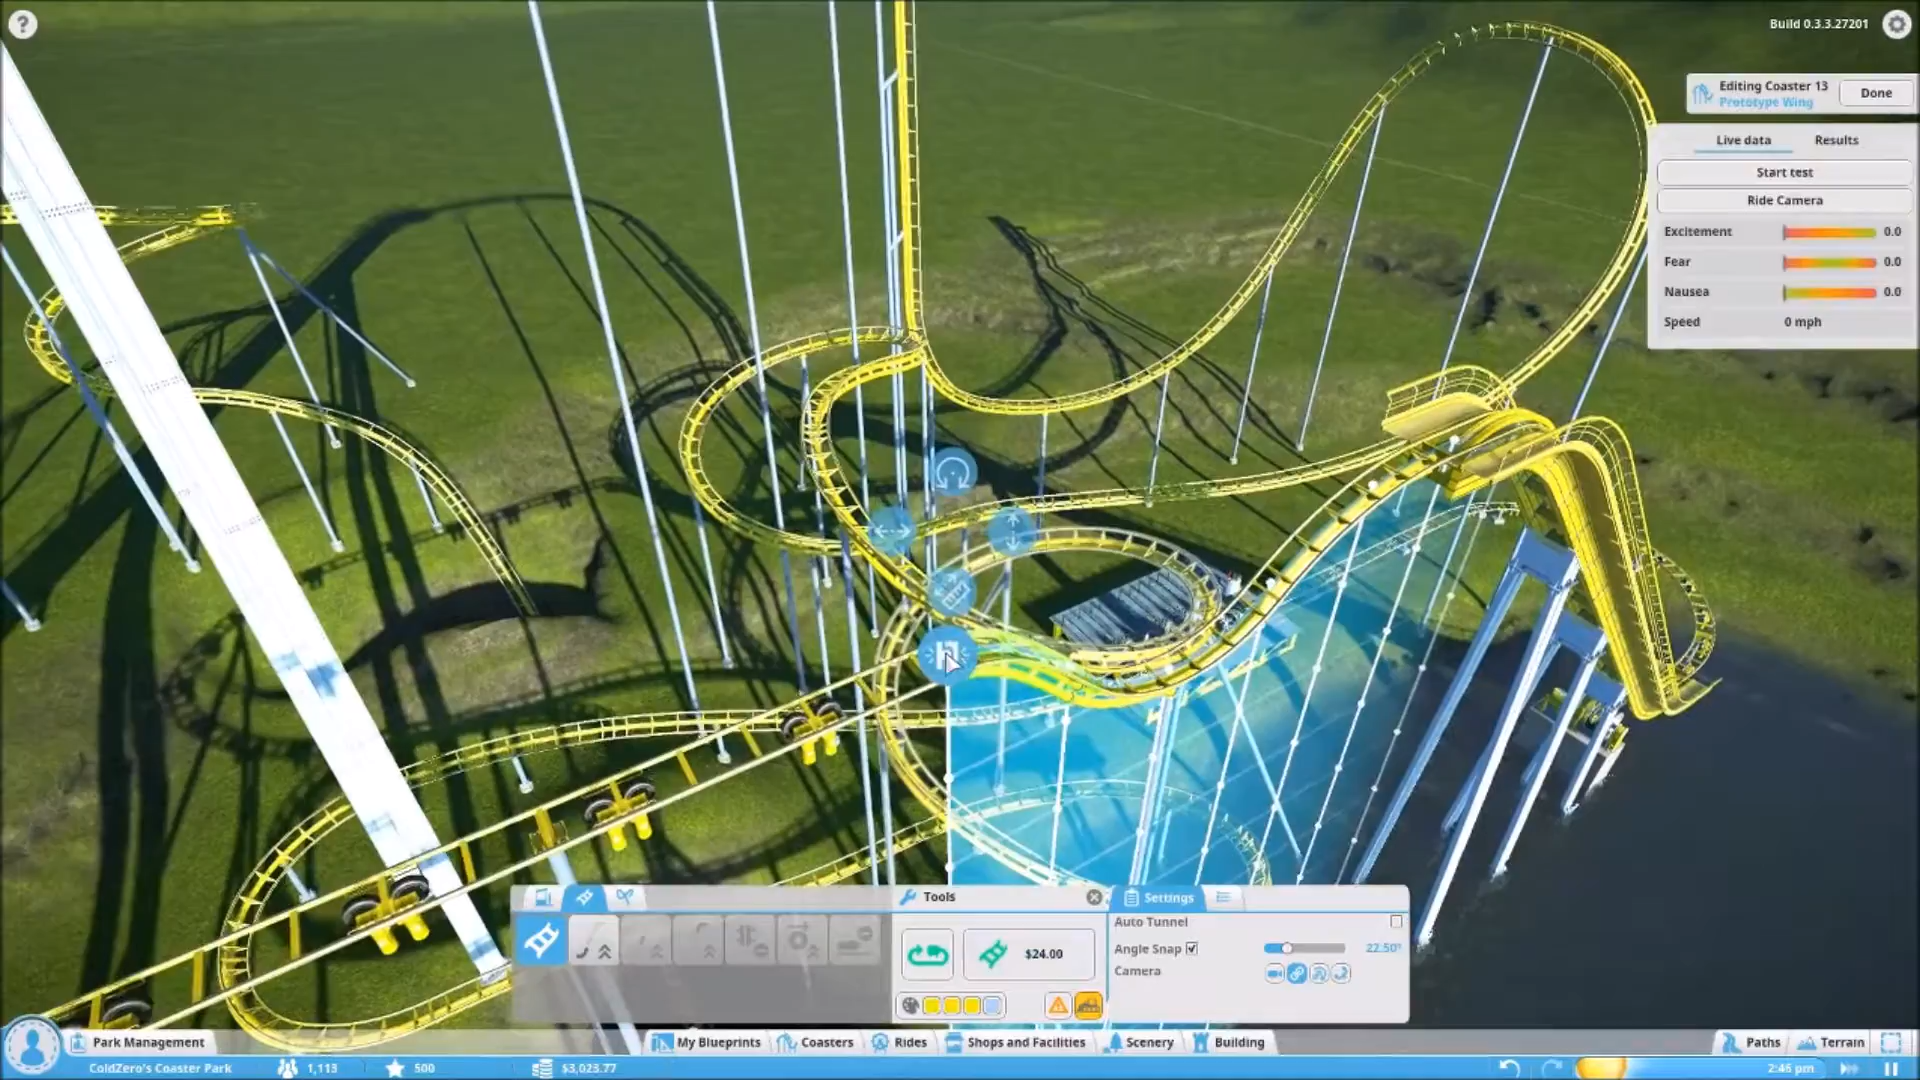 ?
Build 0.3.3.27201
Editing Coaster 13
Prototype Wing
Done
Live data
Results
Start test
Ride Camera
Excitement 0.0
Fear 0.0
Nausea 0.0
Speed 0 mph
Tools
Settings
Auto Tunnel
Angle Snap 22.50°
$24.00
Camera
Park Management
My Blueprints
Coasters
Rides
Shops and Facilities
Scenery
Building
Paths
Terrain
ColdZero's Coaster Park
1,113
500
$3,023.77
2:46 pm